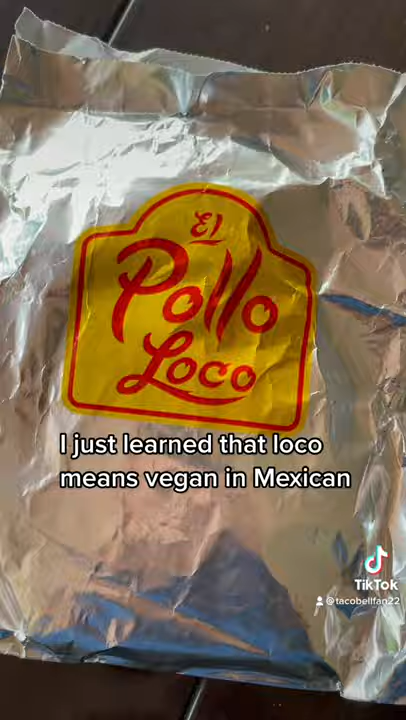 El
Pollo
Loco
I just learned that loco
means vegan in Mexican
TikTok
@tacobellfan22